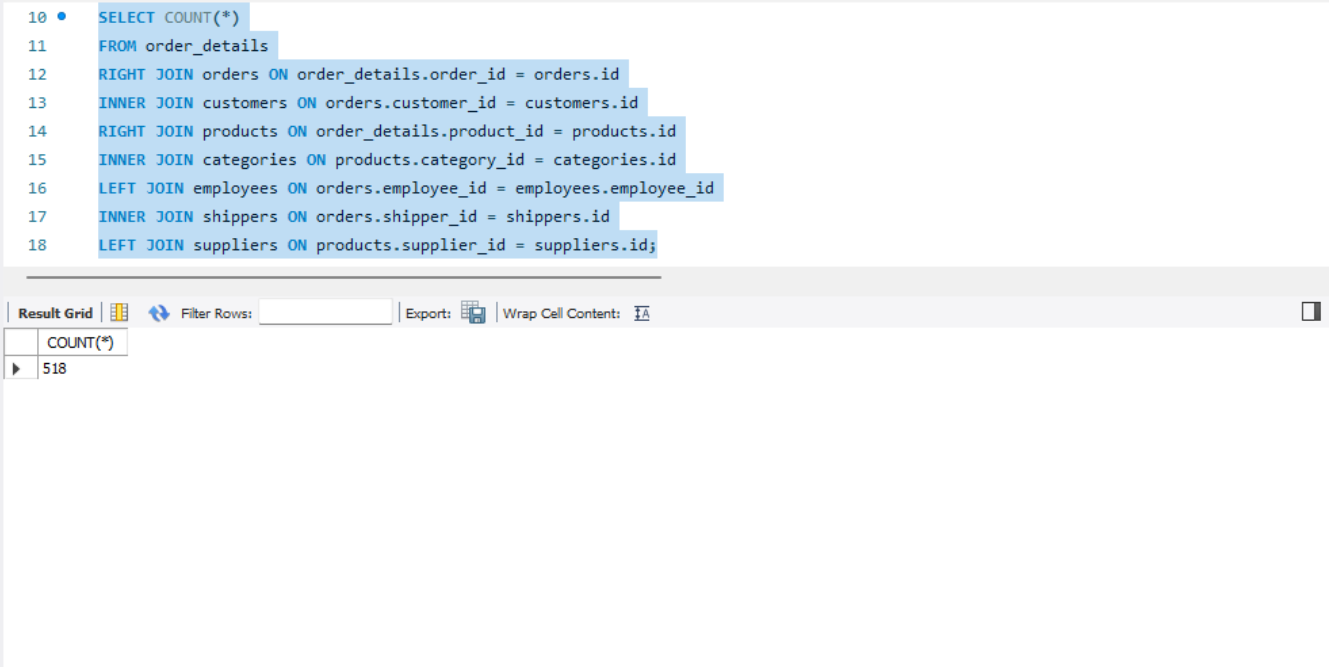 10 SELECT COUNT(*)
11 FROM order_details
12 RIGHT JOIN orders ON order_details.order_id = orders.id
13 INNER JOIN customers ON orders.customer_id = customers.id
14 RIGHT JOIN products ON order_details.product_id = products.id
15 INNER JOIN categories ON products.category_id = categories.id
16 LEFT JOIN employees ON orders.employee_id = employees.employee_id
17 INNER JOIN shippers ON orders.shipper_id = shippers.id
18 LEFT JOIN suppliers ON products.supplier_id = suppliers.id;
Result Grid Filter Rows: Export: Wrap Cell Content: IA
COUNT(*)
518